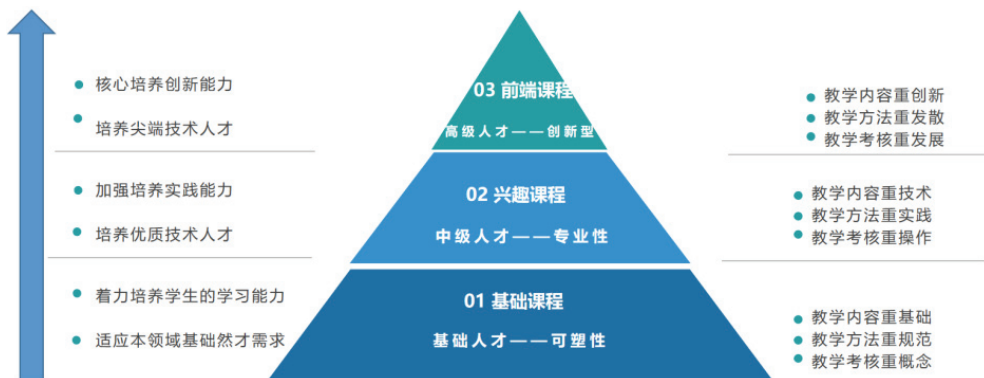 核心培养创新能力
培养尖端技术人才
03 前端课程
高级人才——创新型
教学内容重创新
教学方法重发散
教学考核重发展
加强培养实践能力
培养优质技术人才
02 兴趣课程
中级人才——专业性
教学内容重技术
教学方法重实践
教学考核重操作
着力培养学生的学习能力
适应本领域基础然才需求
01 基础课程
基础人才——可塑性
教学内容重基础
教学方法重规范
教学考核重概念